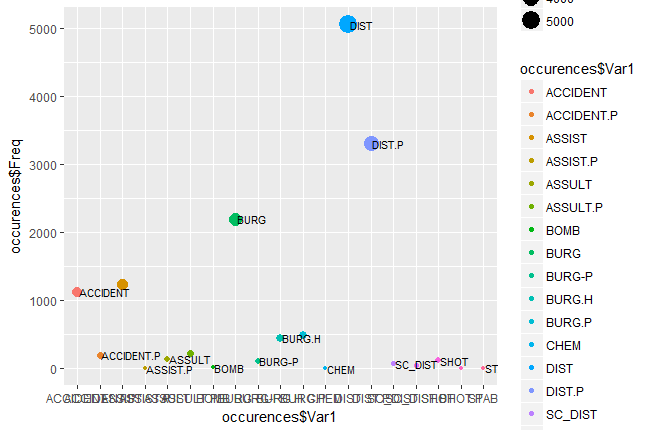 4000
5000
5000
4000
3000
2000
1000
0
occurences$Freq
DIST
DIST.P
BURG
ACCIDENT
ACCIDENT.P
ASSIST.P
ASSULT
BOMB
BURG-P
BURG.H
CHEM
SC_DIST
SHOT
ST
occurences$Var1
occurences$Var1
ACCIDENT
ACCIDENT.P
ASSIST
ASSIST.P
ASSULT
ASSULT.P
BOMB
BURG
BURG-P
BURG.H
BURG.P
CHEM
DIST
DIST.P
SC_DIST